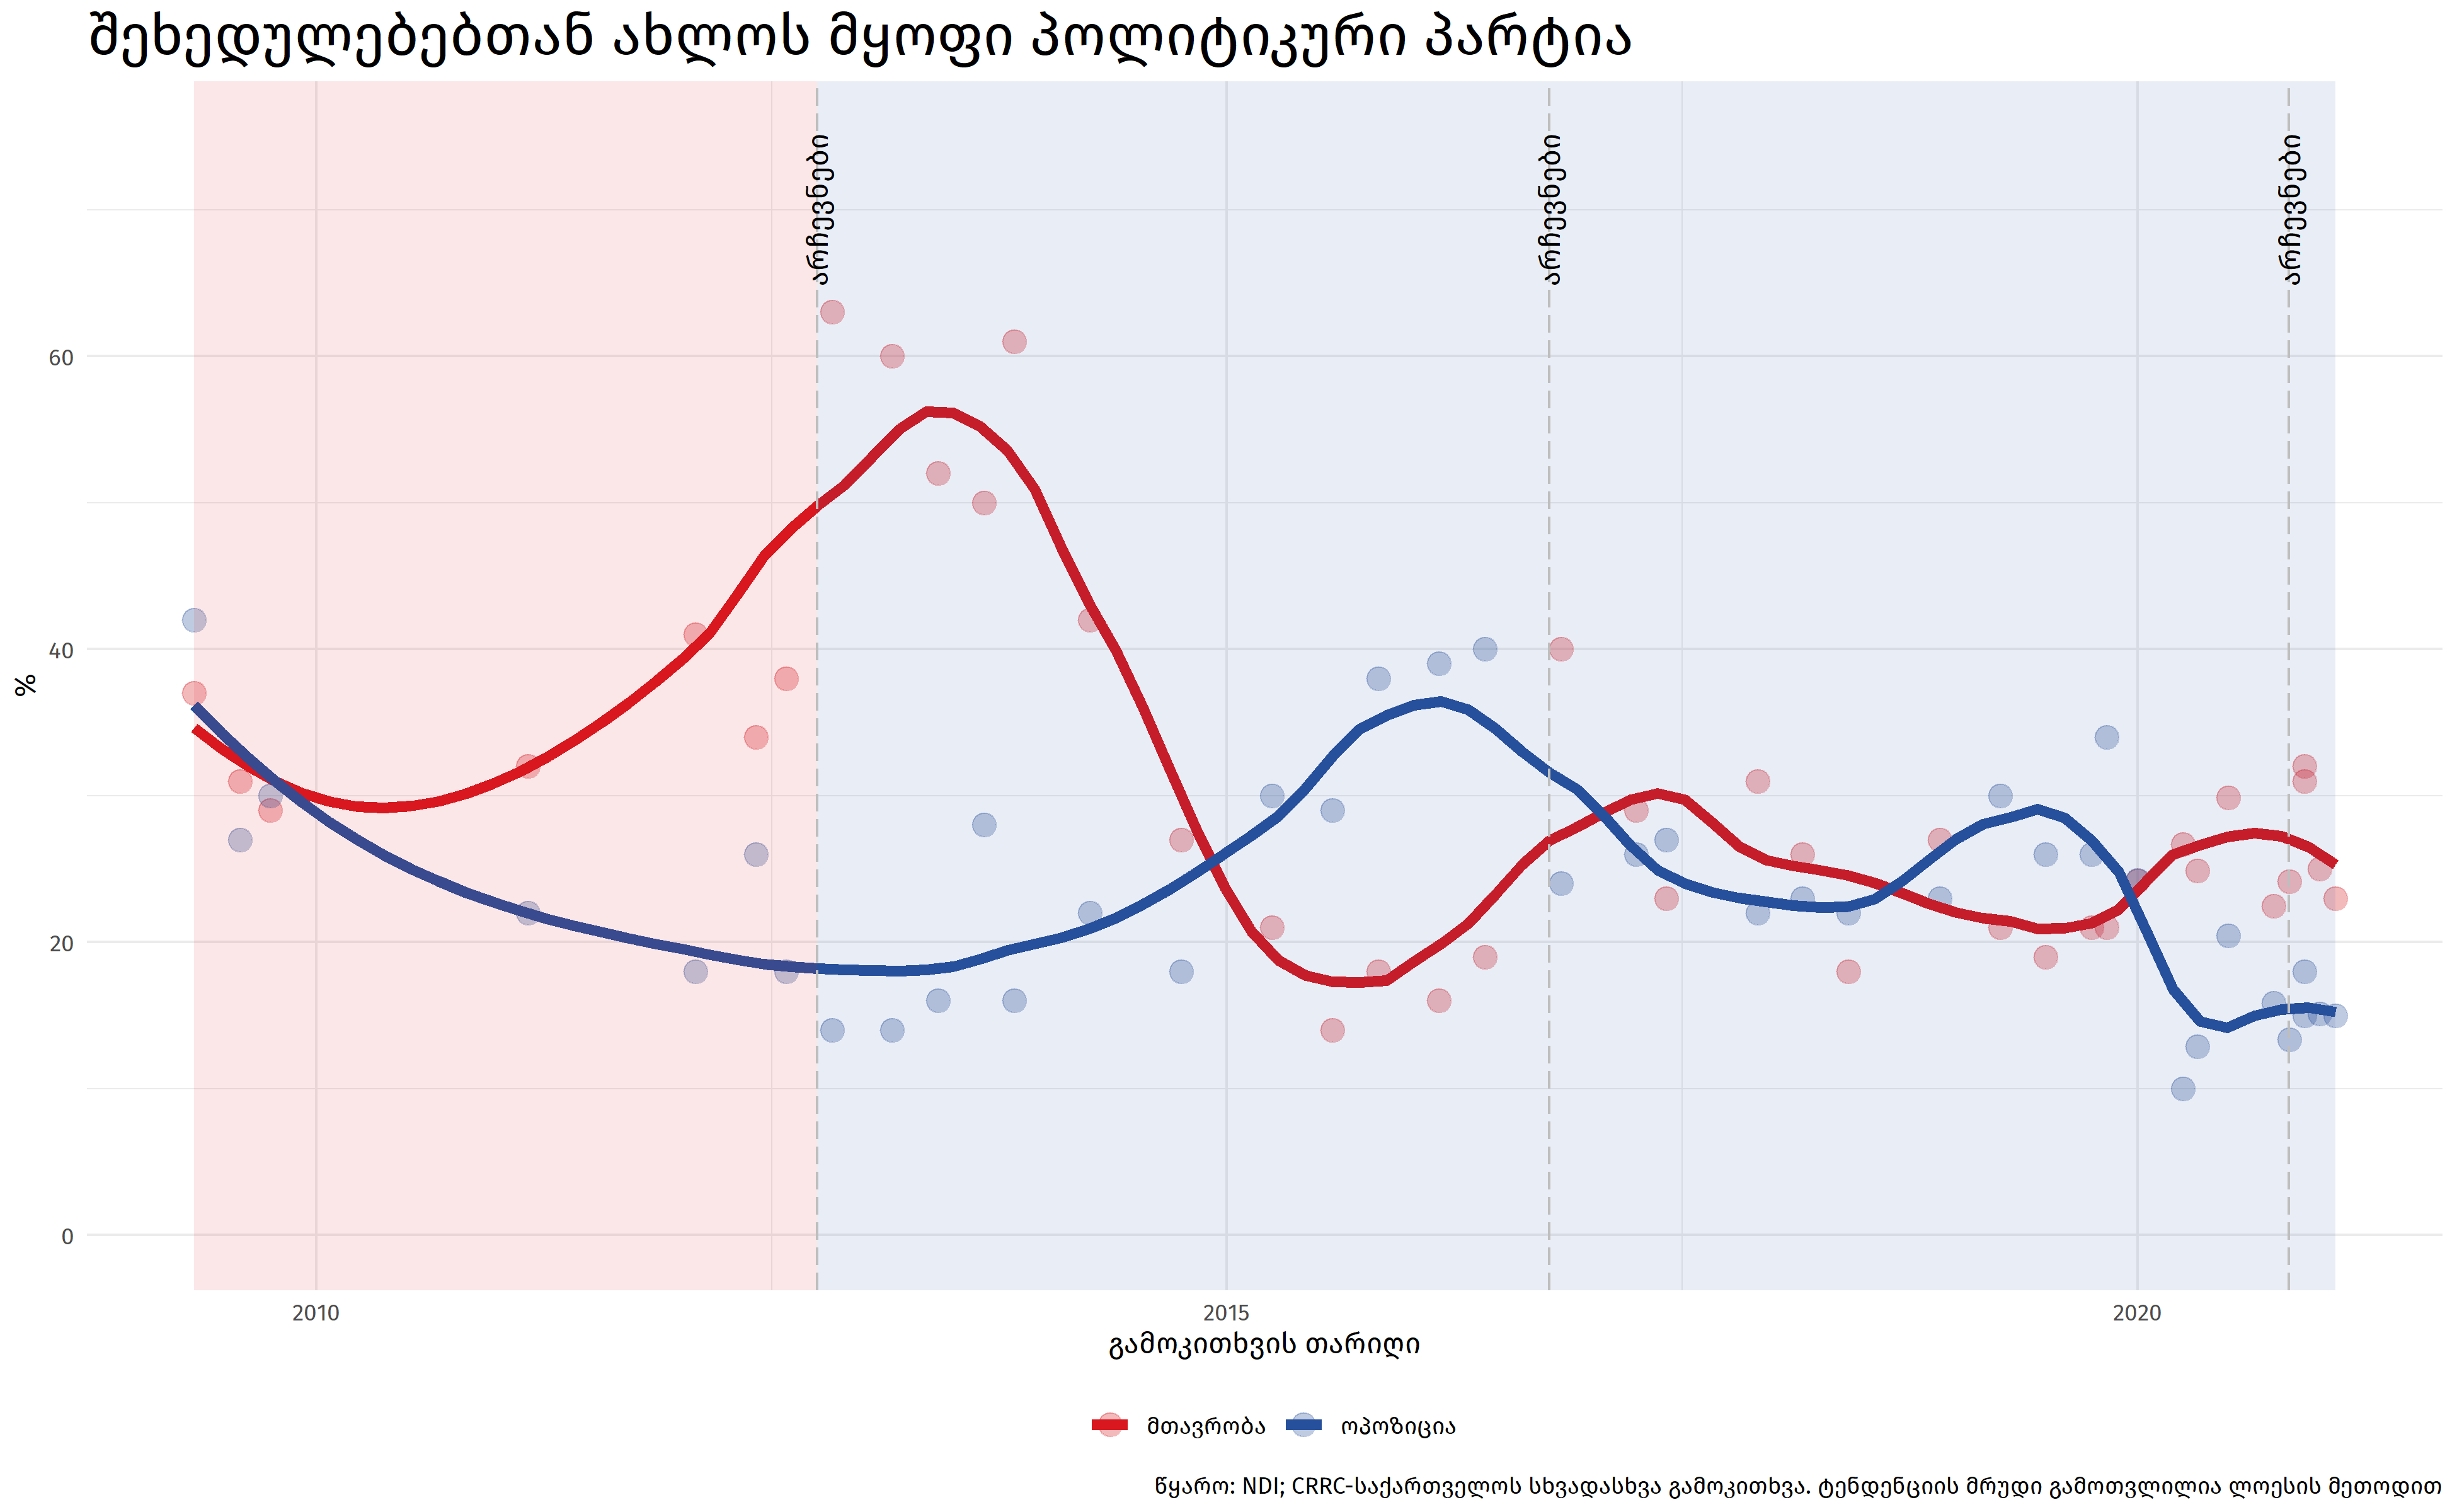 შეხედულებებთან ახლოს მყოფი პოლიტიკური პარტია
არჩევნები
არჩევნები
არჩევნები
60
40
20
0
%
2010
2015
2020
გამოკითხვის თარიღი
მთავრობა
ოპოზიცია
წყარო: NDI; CRRC-საქართველოს სხვადასხვა გამოკითხვა. ტენდენციის მრუდი გამოთვლილია ლოესის მეთოდით